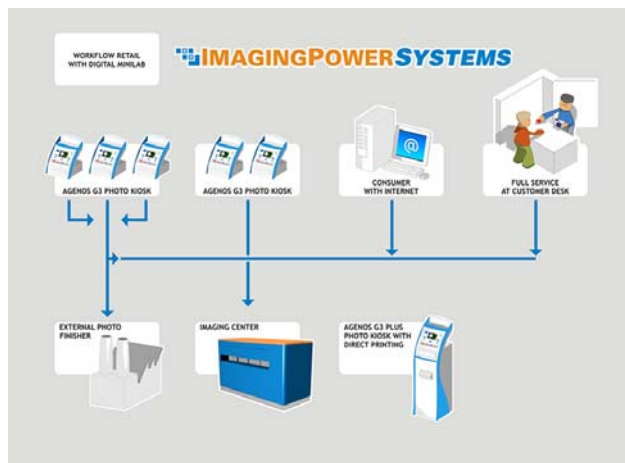 WORKFLOW RETAIL
WITH DIGITAL MINILAB
IMAGINGPOWERSYSTEMS
AGENOS G3 PHOTO KIOSK
AGENOS G3 PHOTO KIOSK
CONSUMER
WITH INTERNET
FULL SERVICE
AT CUSTOMER DESK
@
EXTERNAL PHOTO
FINISHER
IMAGING CENTER
AGENOS G3 PLUS
PHOTO KIOSK WITH
DIRECT PRINTING